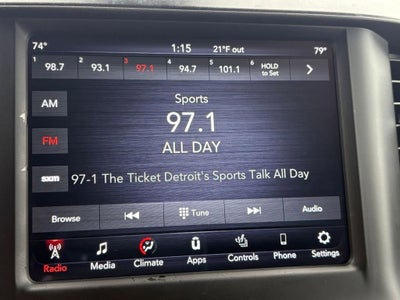 74° 1:15 21°F out 79°
1 98.7 2 93.1 3 97.1 4 94.7 5 101.1 6 HOLD to Set
AM
Sports
97.1
FM
ALL DAY
sxm 97-1 The Ticket Detroit's Sports Talk All Day
Browse Tune Audio
Radio Media Climate Apps Controls Phone Settings